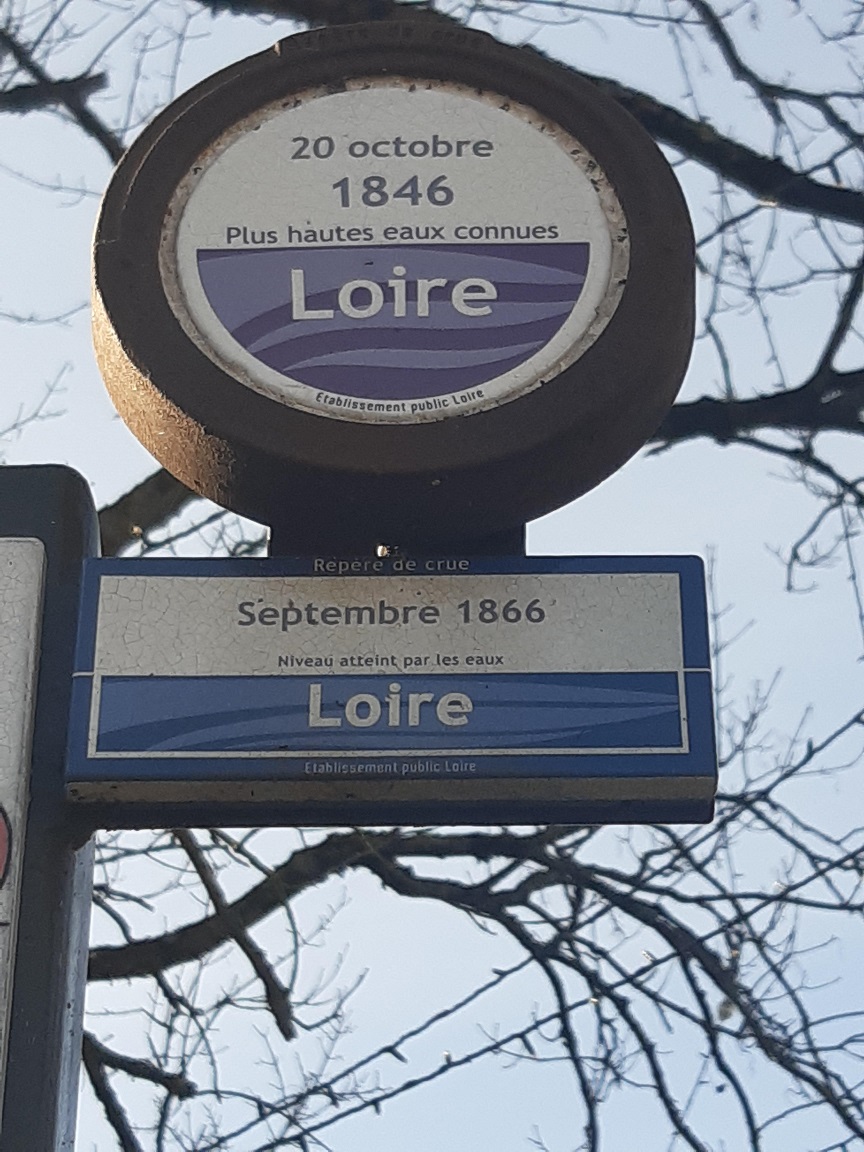 20 octobre
1846
Plus hautes eaux connues
Loire
Etablissement public Loire
Repère de crue
Septembre 1866
Niveau atteint par les eaux
Loire
Etablissement public Loire